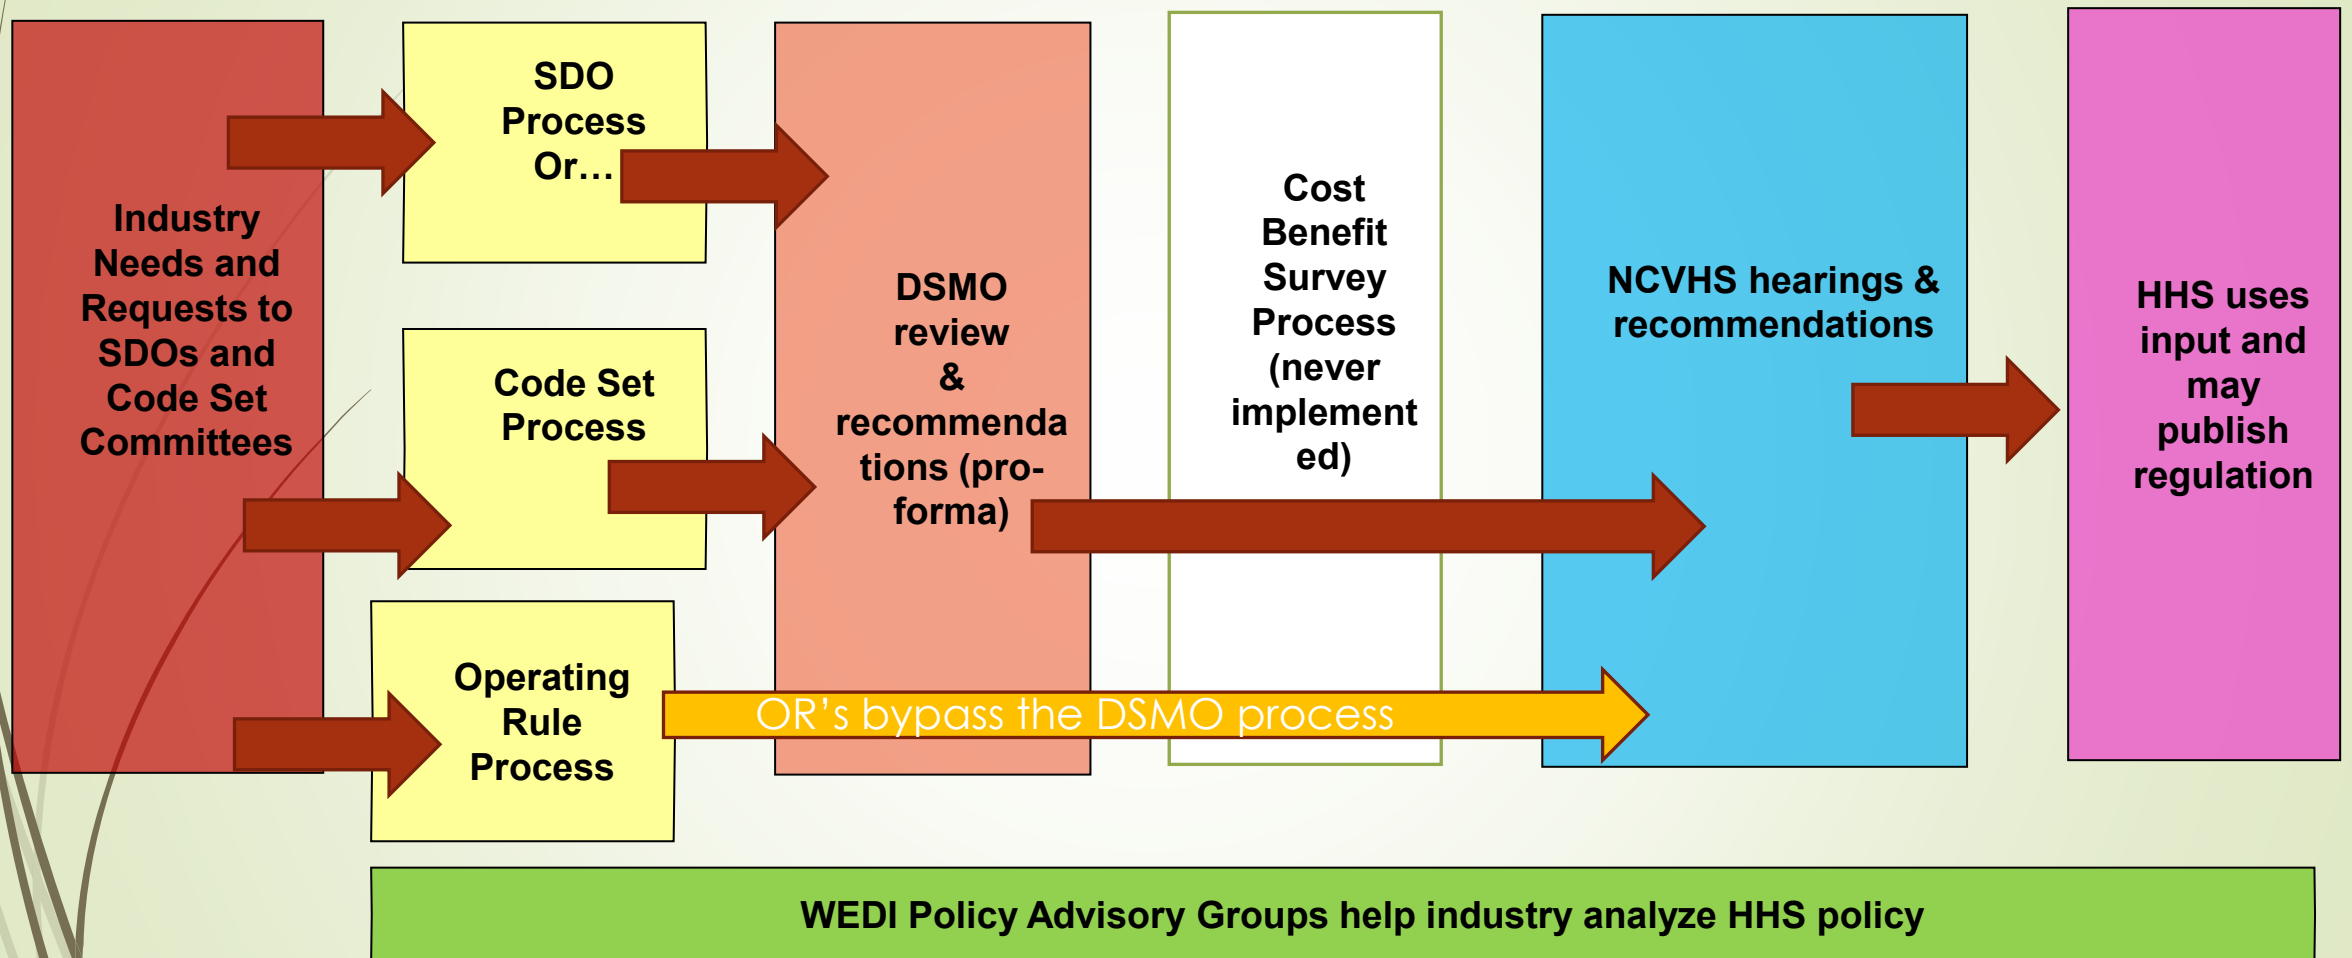 Industry
Needs and
Requests to
SDOs and
Code Set
Committees
SDO
Process
Or...
Code Set
Process
Operating
Rule
Process
DSMO
review
&
recommenda
tions (pro-
forma)
Cost
Benefit
Survey
Process
(never
implement
ed)
NCVHS hearings &
recommendations
HHS uses
input and
may
publish
regulation
OR's bypass the DSMO process
WEDI Policy Advisory Groups help industry analyze HHS policy